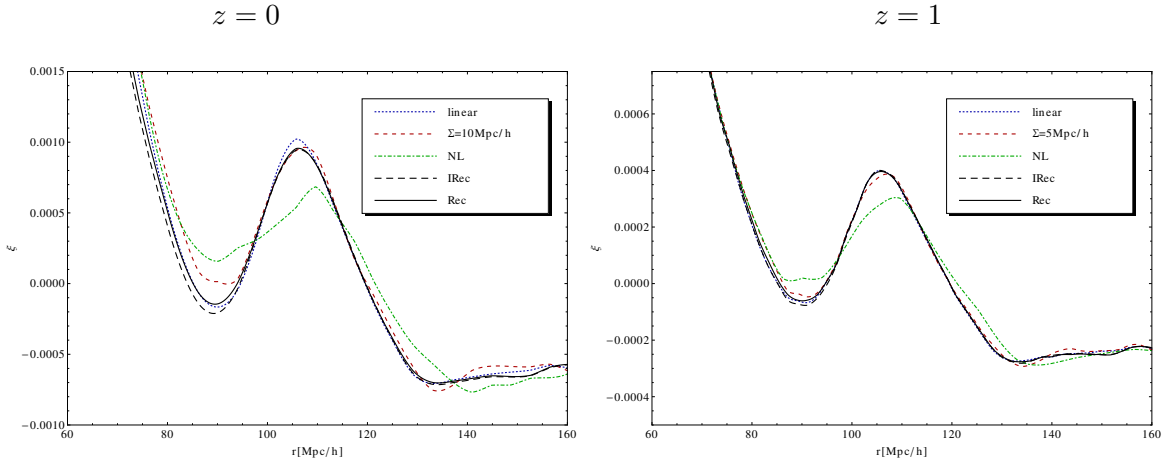 z = 0
z = 1
0.0015
0.0010
0.0005
0.0000
−0.0005
−0.0010
ξ
60
80
100
120
140
160
r[Mpc/h]
linear
Σ=10Mpc/h
NL
IRec
Rec
0.0006
0.0004
0.0002
0.0000
−0.0002
−0.0004
ξ
60
80
100
120
140
160
r[Mpc/h]
linear
Σ=5Mpc/h
NL
IRec
Rec